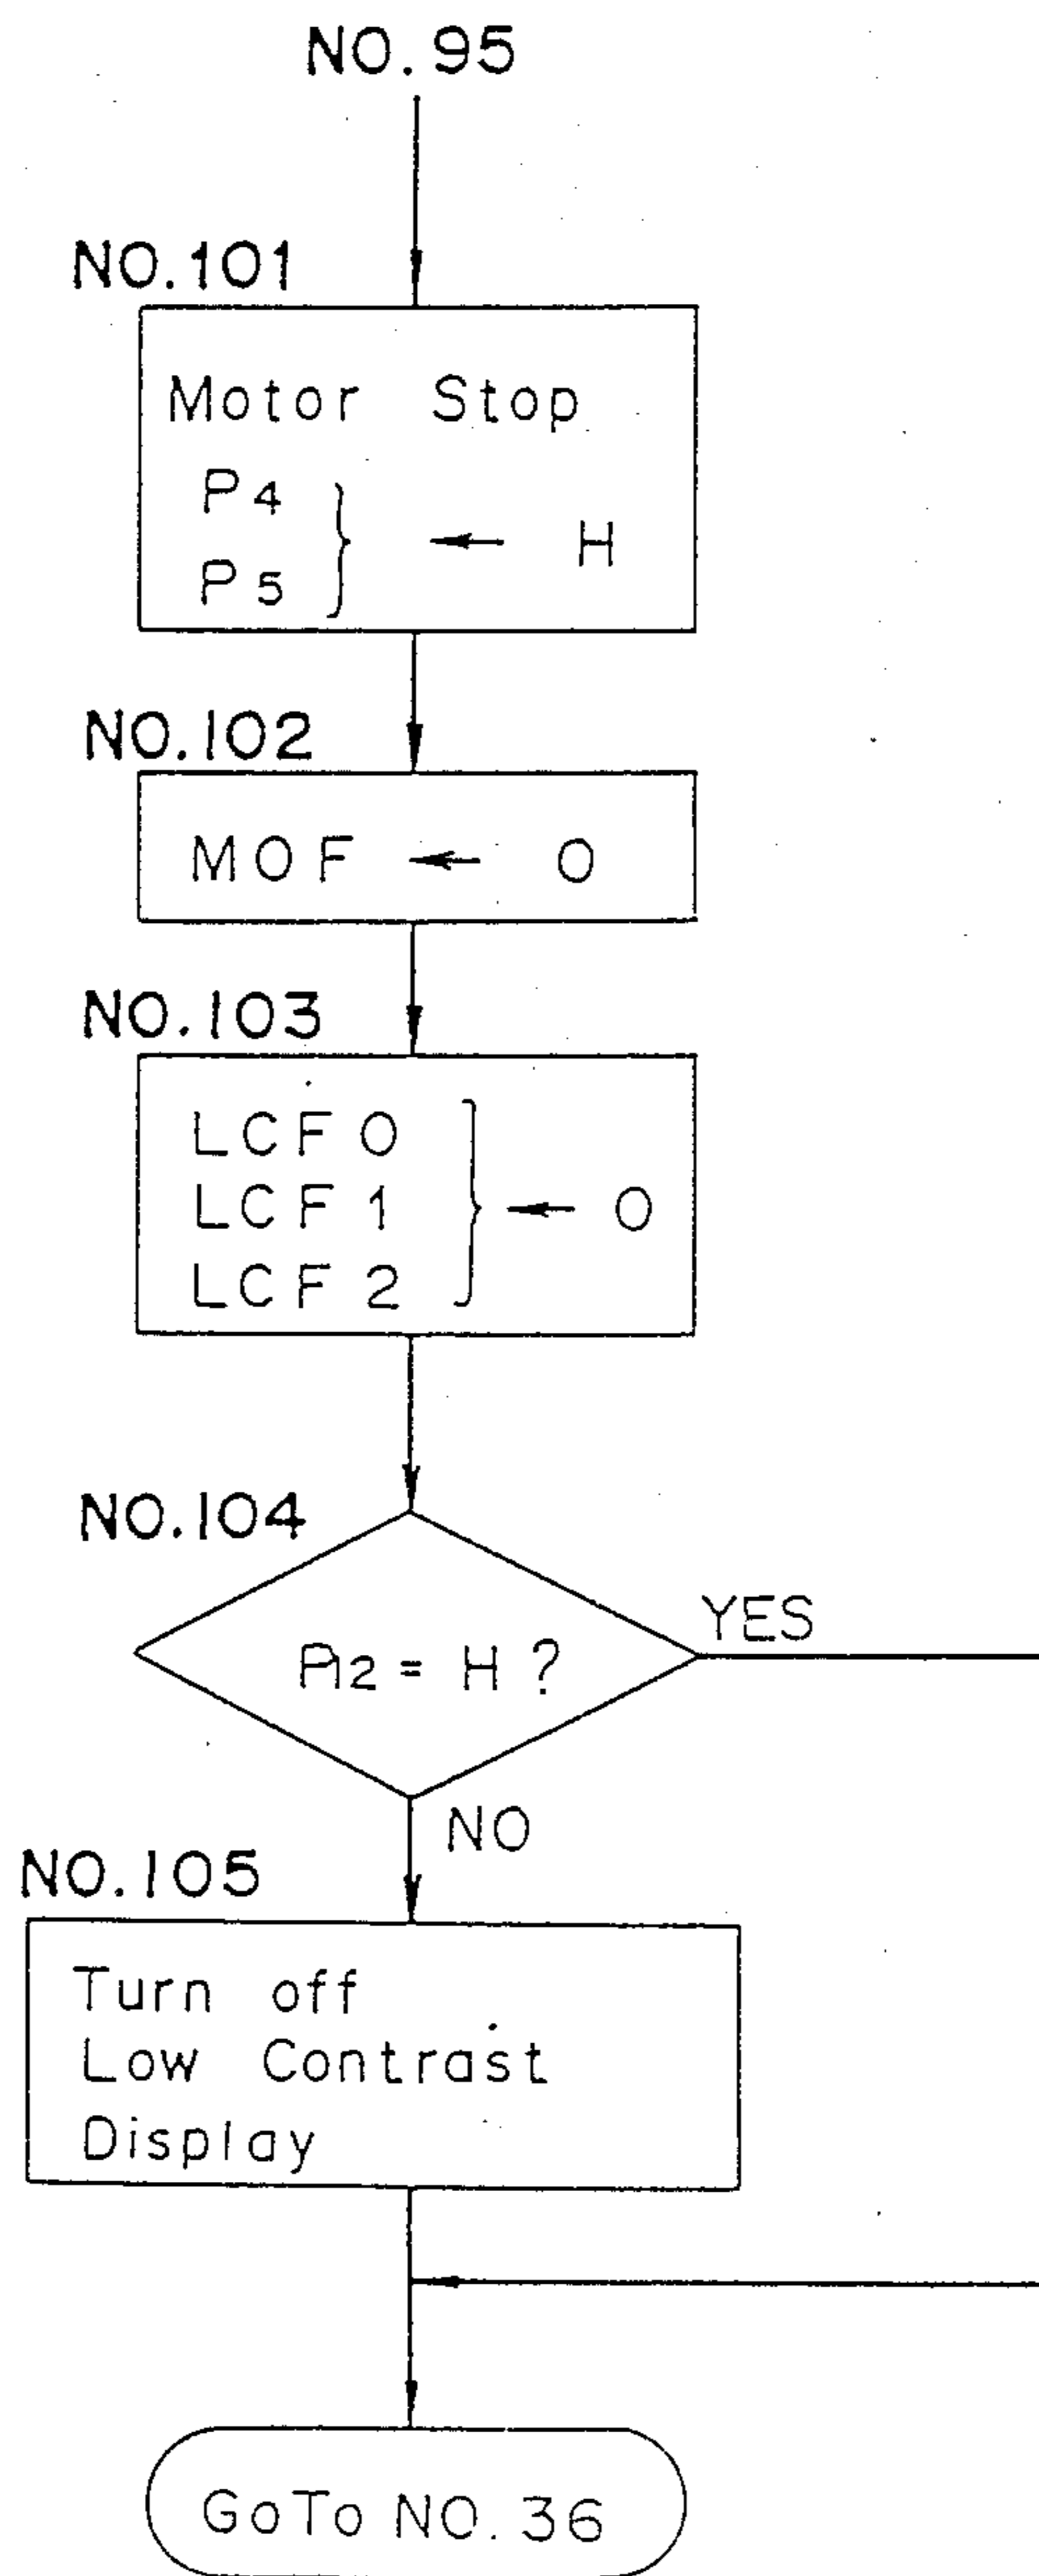 NO. 95
NO. 101
Motor Stop
P4
P5
} ← H
NO. 102
MOF ← 0
NO. 103
LCF 0
LCF 1
LCF 2
} ← 0
NO. 104
P12 = H ?
YES
NO
NO. 105
Turn off
Low Contrast
Display
GoTo NO. 36